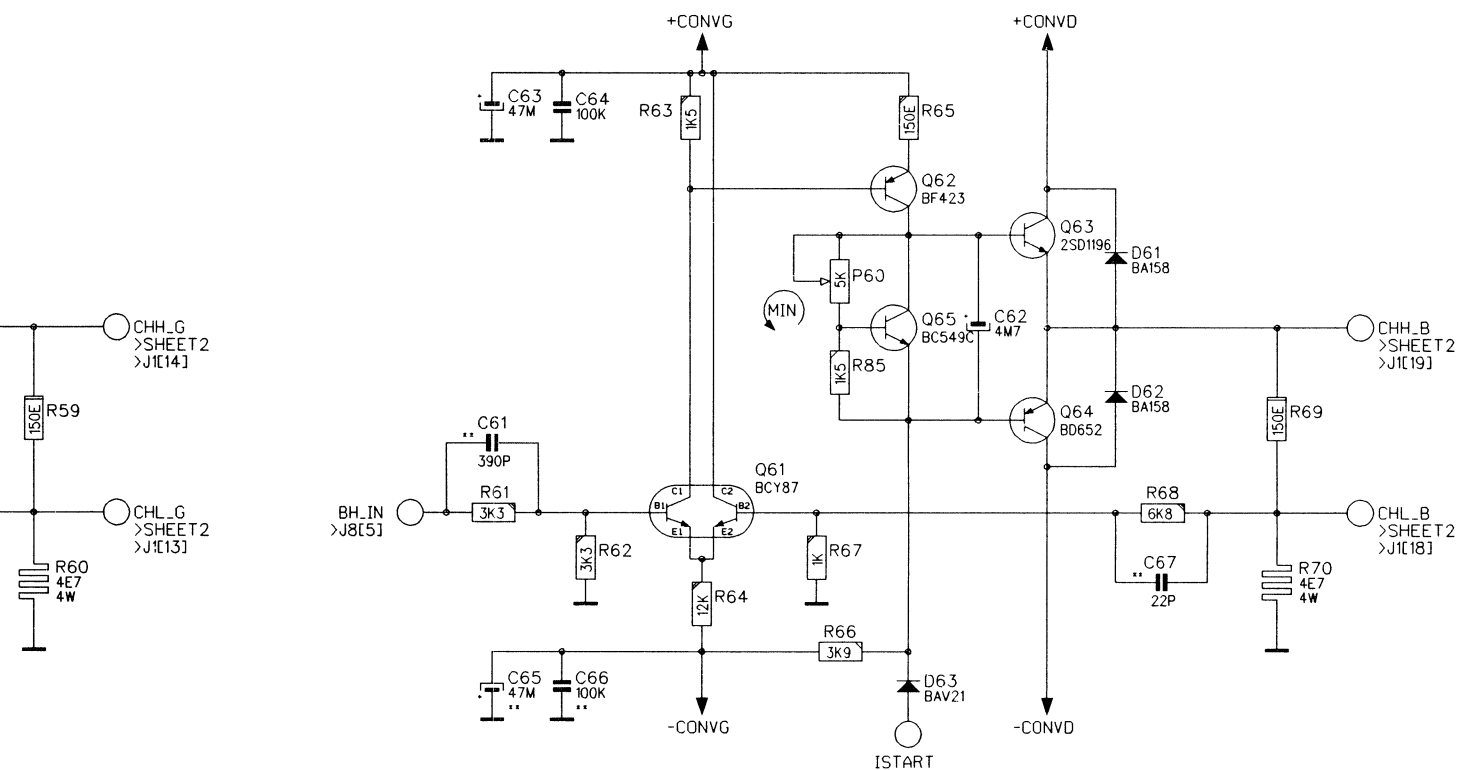 +CONVG
+CONVD
C63
47M
C64
100K
R63
1K5
R65
150E
Q62
BF423
Q63
2SD1196
D61
BA158
P60
5K
MIN
Q65
BC549C
C62
4M7
R85
1K5
CHH_G
>SHEET2
>J1[14]
CHH_B
>SHEET2
>J1[19]
R59
150E
D62
BA158
Q64
BD652
R69
150E
C61
**
390P
Q61
BCY87
C1
C2
B1
B2
E1
E2
R61
3K3
BH_IN
>J8[5]
R68
6K8
CHL_G
>SHEET2
>J1[13]
CHL_B
>SHEET2
>J1[18]
R62
3K3
R67
1K
C67
**
22P
R60
4E7
4W
R70
4E7
4W
R64
12K
R66
3K9
C65
47M
**
C66
100K
**
D63
BAV21
-CONVG
-CONVD
ISTART